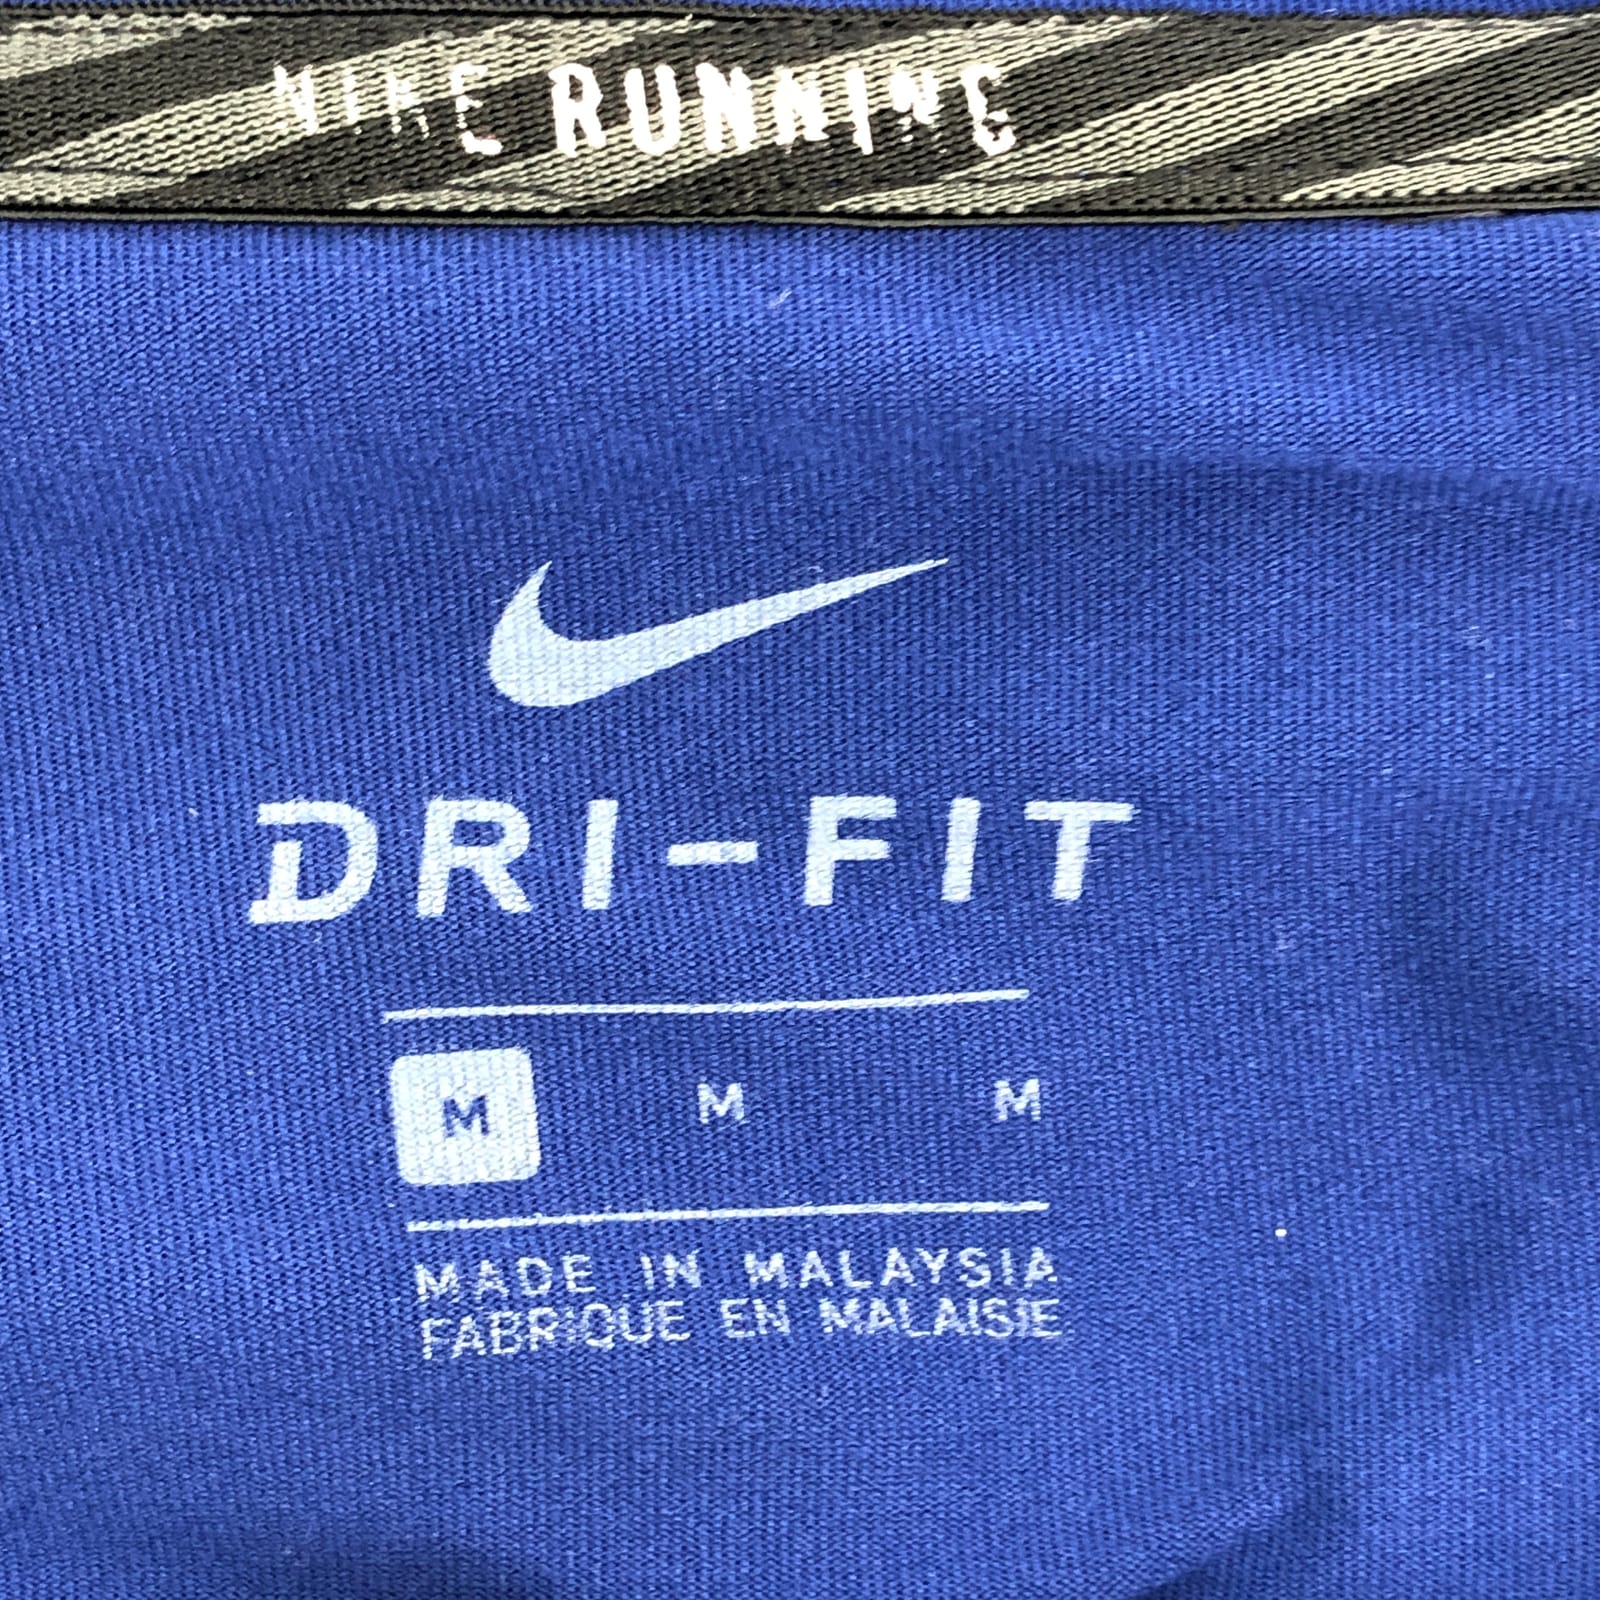 NIKE RUNNING
DRI-FIT
M M M
MADE IN MALAYSIA
FABRIQUE EN MALAISIE